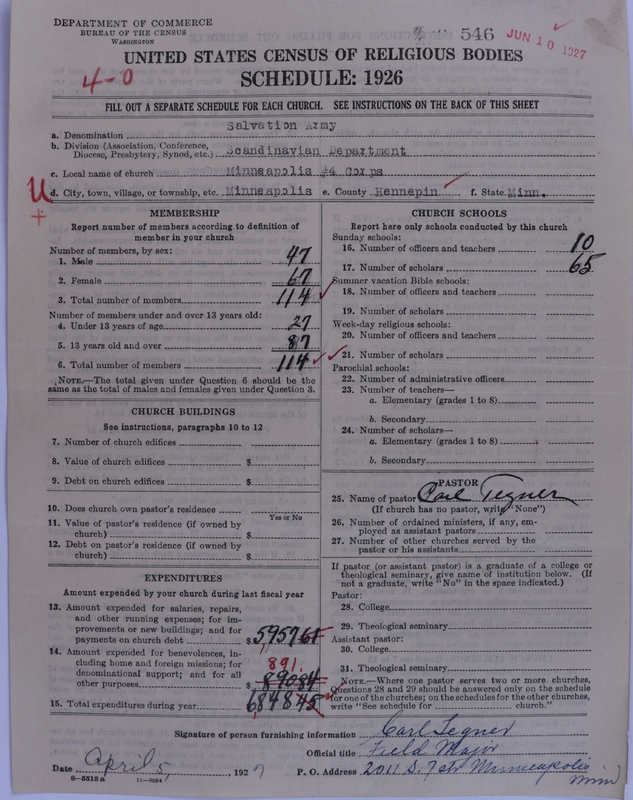 DEPARTMENT OF COMMERCE
BUREAU OF THE CENSUS
WASHINGTON
546
JUN 10 1927
UNITED STATES CENSUS OF RELIGIOUS BODIES
4-0
SCHEDULE: 1926
FILL OUT A SEPARATE SCHEDULE FOR EACH CHURCH. SEE INSTRUCTIONS ON THE BACK OF THIS SHEET
a. Denomination Salvation Army
b. Division (Association, Conference, Diocese, Presbytery, Synod, etc.) Scandinavian Department
c. Local name of church Minneapolis #4 Corps
U d. City, town, village, or township, etc. Minneapolis e. County Hennepin f. State Minn.
+
MEMBERSHIP
Report number of members according to definition of
member in your church
Number of members, by sex:
1. Male 47
2. Female 67
3. Total number of members 114
Number of members under and over 13 years old:
4. Under 13 years of age 27
5. 13 years old and over 87
6. Total number of members 114
NOTE.—The total given under Question 6 should be
same as the total of males and females given under Question 3.
CHURCH BUILDINGS
See instructions, paragraphs 10 to 12
7. Number of church edifices
8. Value of church edifices $
9. Debt on church edifices $
10. Does church own pastor's residence
Yes or No
11. Value of pastor's residence (if owned by
church) $
12. Debt on pastor's residence (if owned by
church) $
EXPENDITURES
Amount expended by your church during last fiscal year
13. Amount expended for salaries, repairs,
and other running expenses; for im-
provements or new buildings; and for
payments on church debt $ 5957 61
14. Amount expended for benevolences, in-
cluding home and foreign missions; for
denominational support; and for all
other purposes
891.
$ 890 84
15. Total expenditures during year 6848 45
CHURCH SCHOOLS
Report here only schools conducted by this church
Sunday schools:
16. Number of officers and teachers 10
17. Number of scholars 65
Summer vacation Bible schools:
18. Number of officers and teachers
19. Number of scholars
Week-day religious schools:
20. Number of officers and teachers
21. Number of scholars
Parochial schools:
22. Number of administrative officers
23. Number of teachers—
a. Elementary (grades 1 to 8)
b. Secondary
24. Number of scholars—
a. Elementary (grades 1 to 8)
b. Secondary
PASTOR
25. Name of pastor Carl Tegner
(If church has no pastor, write "None")
26. Number of ordained ministers, if any, em-
ployed as assistant pastors
27. Number of other churches served by the
pastor or his assistants
If pastor (or assistant pastor) is a graduate of a college or
theological seminary, give name of institution below. (If
not a graduate, write "No" in the space indicated.)
Pastor:
28. College
29. Theological seminary
Assistant pastor:
30. College
31. Theological seminary
NOTE.—Where one pastor serves two or more churches,
Questions 28 and 29 should be answered only on the schedule
for one of the churches; on the schedules for the other churches,
write "See schedule for church."
Signature of person furnishing information Carl Tegner
Official title Field Major
Date April 5, 1927 P. O. Address 2011 S. 7 str Minneapolis
Minn
8-5318a 11-9064